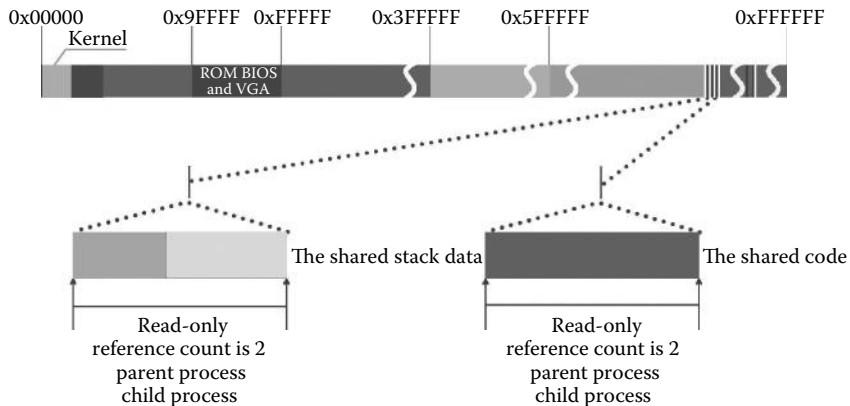 0x00000 0x9FFFF 0xFFFFF 0x3FFFFF 0x5FFFFF 0xFFFFFF
Kernel
ROM BIOS
and VGA
The shared stack data
The shared code
Read-only
reference count is 2
parent process
child process
Read-only
reference count is 2
parent process
child process